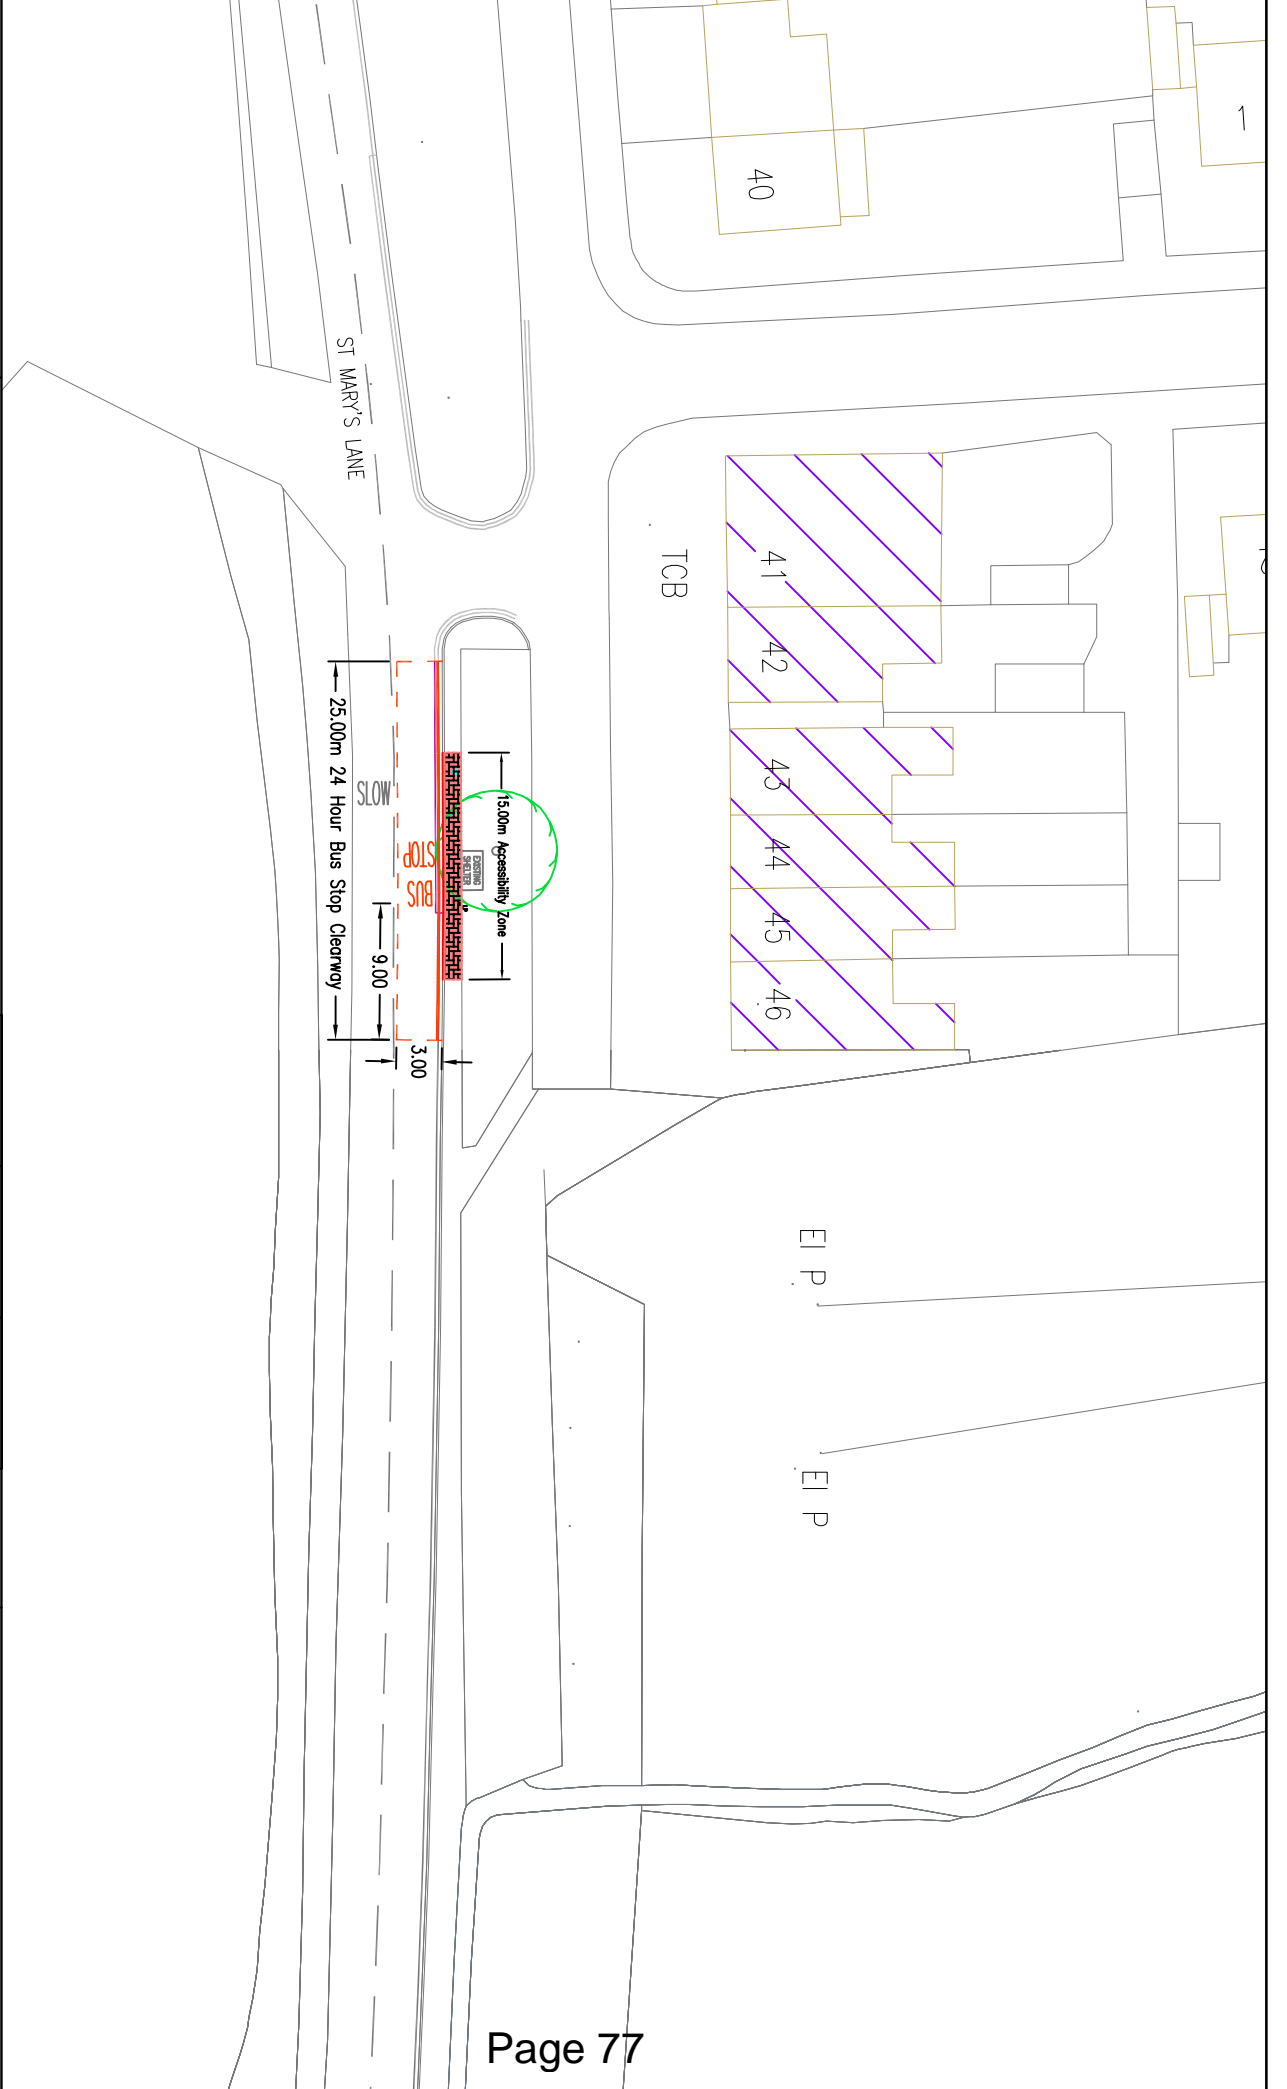 1
40
ST MARY'S LANE
TCB
41
42
43
44
45
46
25.00m 24 Hour Bus Stop Clearway
SLOW
BUS
STOP
15.00m Accessibility Zone
EXISTING
SHELTER
9.00
3.00
El P
El P
Page 77